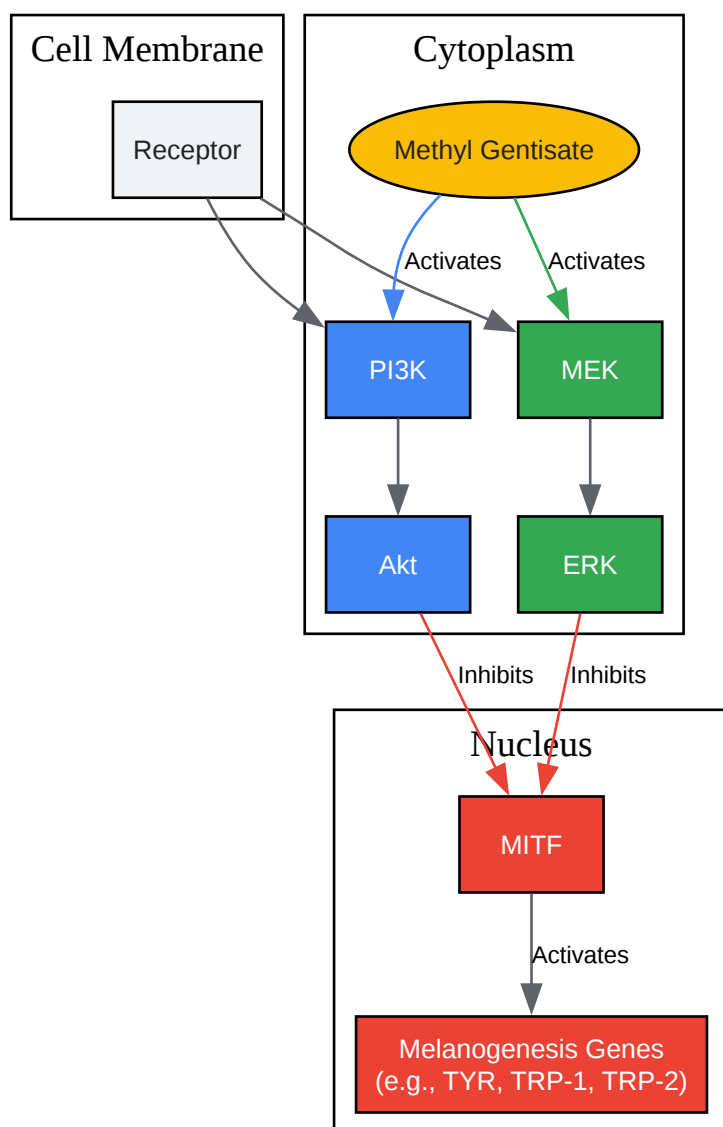 Cell Membrane
Cytoplasm
Receptor
Methyl Gentisate
Activates
Activates
PI3K
MEK
Akt
ERK
Inhibits
Inhibits
Nucleus
MITF
Activates
Melanogenesis Genes
(e.g., TYR, TRP-1, TRP-2)